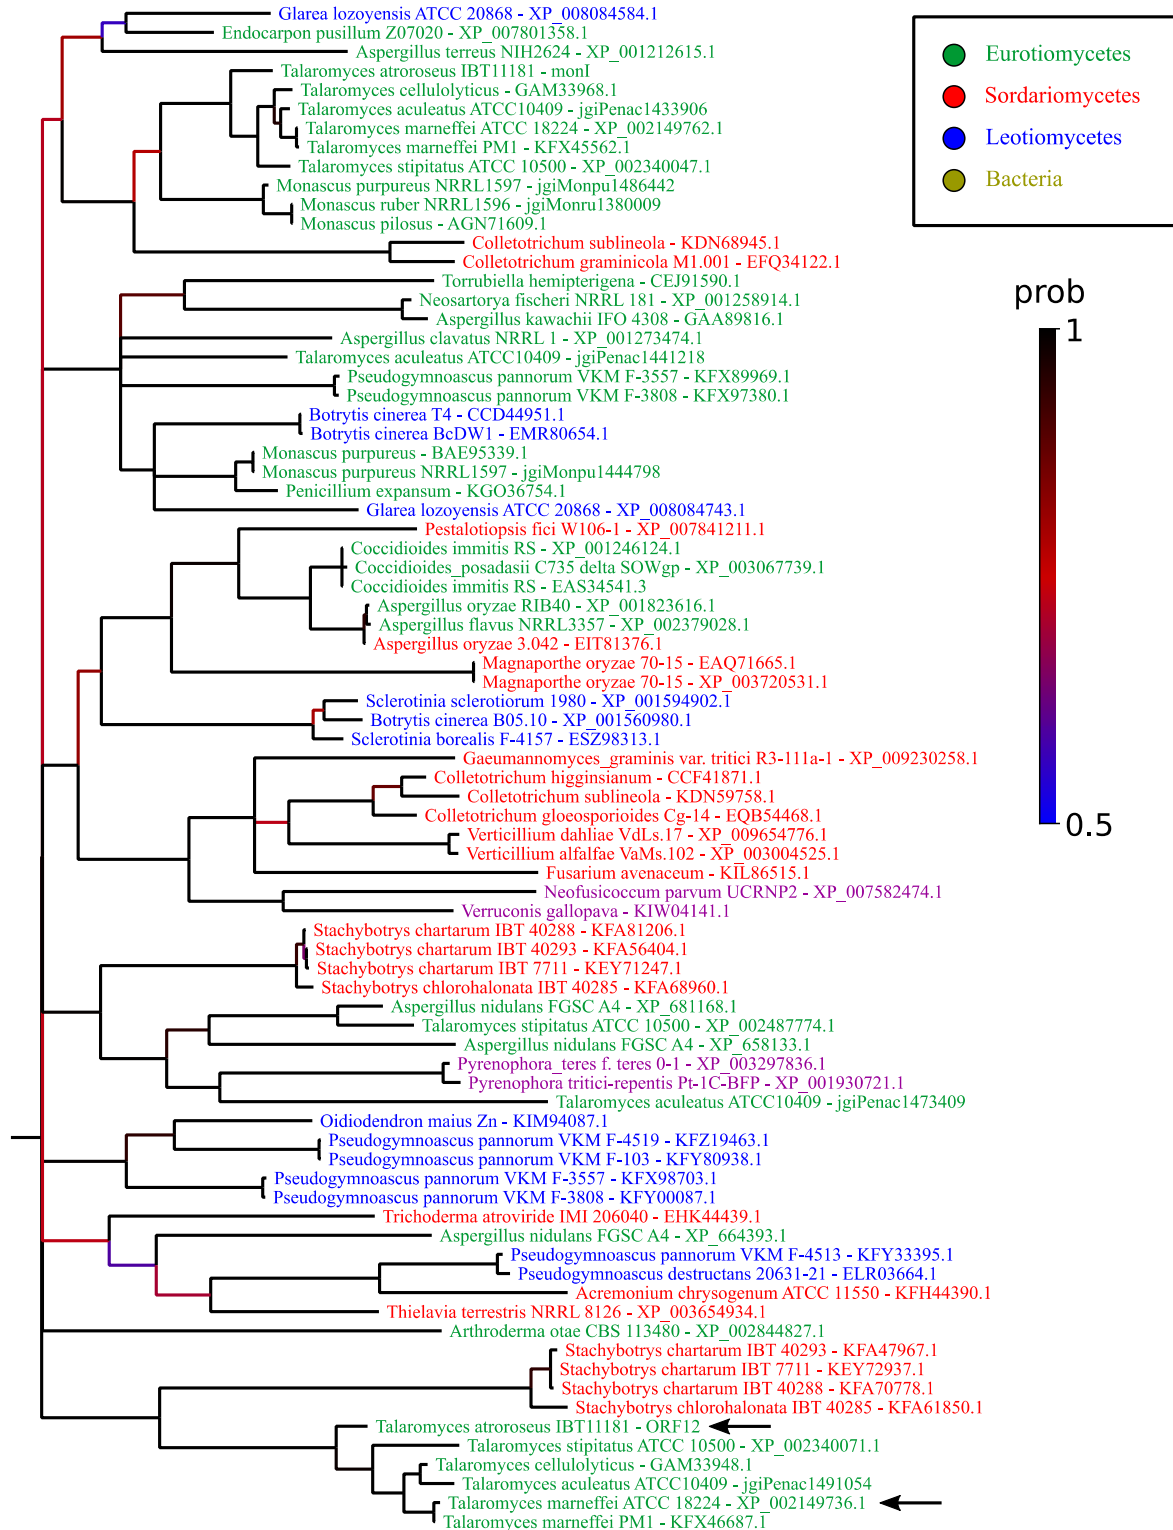 Glarea lozoyensis ATCC 20868 - XP_008084584.1
Endocarpon pusillum Z07020 - XP_007801358.1
Aspergillus terreus NIH2624 - XP_001212615.1
Talaromyces atroroseus IBT11181 - monI
Talaromyces cellulolyticus - GAM33968.1
Talaromyces aculeatus ATCC10409 - jgiPenac1433906
Talaromyces marneffei ATCC 18224 - XP_002149762.1
Talaromyces marneffei PM1 - KFX45562.1
Talaromyces stipitatus ATCC 10500 - XP_002340047.1
Monascus purpureus NRRL1597 - jgiMonpu1486442
Monascus ruber NRRL1596 - jgiMonru1380009
Monascus pilosus - AGN71609.1
Colletotrichum sublineola - KDN68945.1
Colletotrichum graminicola M1.001 - EFQ34122.1
Torrubiella hemipterigena - CEJ91590.1
Neosartorya fischeri NRRL 181 - XP_001258914.1
Aspergillus kawachii IFO 4308 - GAA89816.1
Aspergillus clavatus NRRL 1 - XP_001273474.1
Talaromyces aculeatus ATCC10409 - jgiPenac1441218
Pseudogymnoascus pannorum VKM F-3557 - KFX89969.1
Pseudogymnoascus pannorum VKM F-3808 - KFX97380.1
Botrytis cinerea T4 - CCD44951.1
Botrytis cinerea BcDW1 - EMR80654.1
Monascus purpureus - BAE95339.1
Monascus purpureus NRRL1597 - jgiMonpu1444798
Penicillium expansum - KGO36754.1
Glarea lozoyensis ATCC 20868 - XP_008084743.1
Pestalotiopsis fici W106-1 - XP_007841211.1
Coccidioides immitis RS - XP_001246124.1
Coccidioides_posadasii C735 delta SOWgp - XP_003067739.1
Coccidioides immitis RS - EAS34541.3
Aspergillus oryzae RIB40 - XP_001823616.1
Aspergillus flavus NRRL3357 - XP_002379028.1
Aspergillus oryzae 3.042 - EIT81376.1
Magnaporthe oryzae 70-15 - EAQ71665.1
Magnaporthe oryzae 70-15 - XP_003720531.1
Sclerotinia sclerotiorum 1980 - XP_001594902.1
Botrytis cinerea B05.10 - XP_001560980.1
Sclerotinia borealis F-4157 - ESZ98313.1
Gaeumannomyces_graminis var. tritici R3-111a-1 - XP_009230258.1
Colletotrichum higginsianum - CCF41871.1
Colletotrichum sublineola - KDN59758.1
Colletotrichum gloeosporioides Cg-14 - EQB54468.1
Verticillium dahliae VdLs.17 - XP_009654776.1
Verticillium alfalfae VaMs.102 - XP_003004525.1
Fusarium avenaceum - KIL86515.1
Neofusicoccum parvum UCRNP2 - XP_007582474.1
Verruconis gallopava - KIW04141.1
Stachybotrys chartarum IBT 40288 - KFA81206.1
Stachybotrys chartarum IBT 40293 - KFA56404.1
Stachybotrys chartarum IBT 7711 - KEY71247.1
Stachybotrys chlorohalonata IBT 40285 - KFA68960.1
Aspergillus nidulans FGSC A4 - XP_681168.1
Talaromyces stipitatus ATCC 10500 - XP_002487774.1
Aspergillus nidulans FGSC A4 - XP_658133.1
Pyrenophora_teres f. teres 0-1 - XP_003297836.1
Pyrenophora tritici-repentis Pt-1C-BFP - XP_001930721.1
Talaromyces aculeatus ATCC10409 - jgiPenac1473409
Oidiodendron maius Zn - KIM94087.1
Pseudogymnoascus pannorum VKM F-4519 - KFZ19463.1
Pseudogymnoascus pannorum VKM F-103 - KFY80938.1
Pseudogymnoascus pannorum VKM F-3557 - KFX98703.1
Pseudogymnoascus pannorum VKM F-3808 - KFY00087.1
Trichoderma atroviride IMI 206040 - EHK44439.1
Aspergillus nidulans FGSC A4 - XP_664393.1
Pseudogymnoascus pannorum VKM F-4513 - KFY33395.1
Pseudogymnoascus destructans 20631-21 - ELR03664.1
Acremonium chrysogenum ATCC 11550 - KFH44390.1
Thielavia terrestris NRRL 8126 - XP_003654934.1
Arthroderma otae CBS 113480 - XP_002844827.1
Stachybotrys chartarum IBT 40293 - KFA47967.1
Stachybotrys chartarum IBT 7711 - KEY72937.1
Stachybotrys chartarum IBT 40288 - KFA70778.1
Stachybotrys chlorohalonata IBT 40285 - KFA61850.1
Talaromyces atroroseus IBT11181 - ORF12
Talaromyces stipitatus ATCC 10500 - XP_002340071.1
Talaromyces cellulolyticus - GAM33948.1
Talaromyces aculeatus ATCC10409 - jgiPenac1491054
Talaromyces marneffei ATCC 18224 - XP_002149736.1
Talaromyces marneffei PM1 - KFX46687.1
Eurotiomycetes
Sordariomycetes
Leotiomycetes
Bacteria
prob
1
0.5